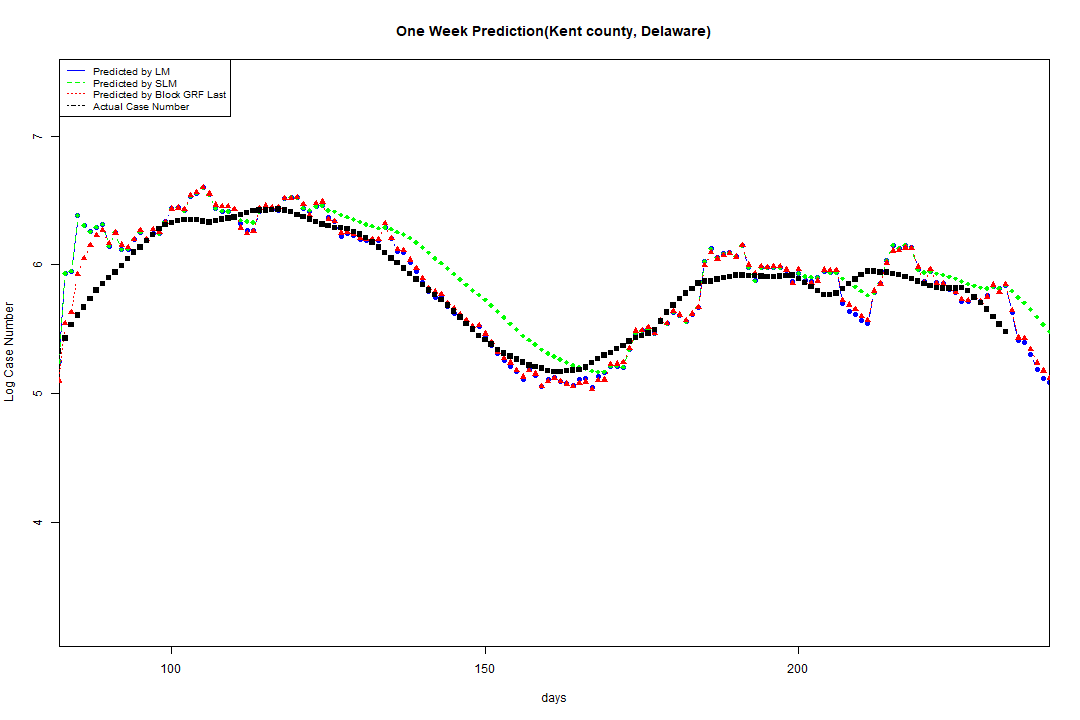 One Week Prediction(Kent county, Delaware)
Predicted by LM
Predicted by SLM
Predicted by Block GRF Last
Actual Case Number
7
6
5
4
Log Case Number
100
150
200
days